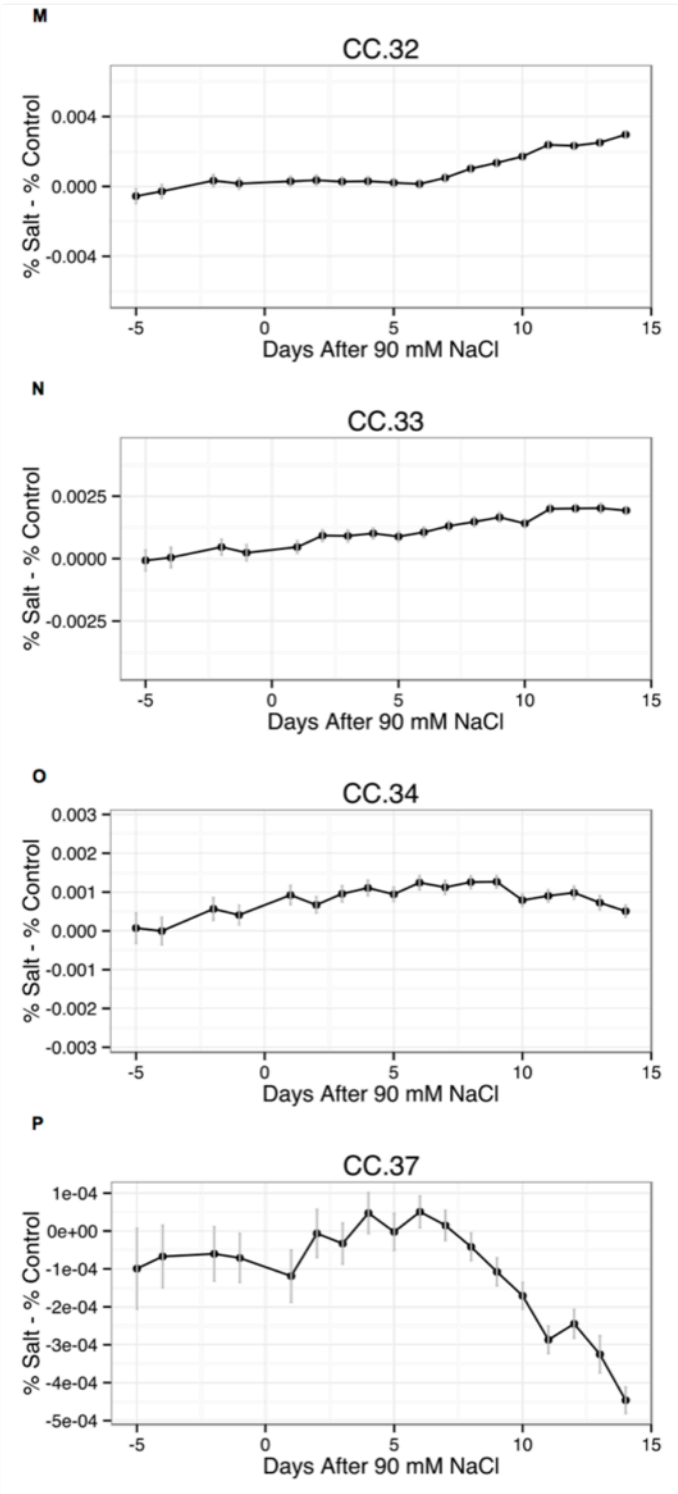 M
CC.32
% Salt - % Control
0.004
0.000
-0.004
-5 0 5 10 15
Days After 90 mM NaCl
N
CC.33
% Salt - % Control
0.0025
0.0000
-0.0025
-5 0 5 10 15
Days After 90 mM NaCl
O
CC.34
% Salt - % Control
0.003
0.002
0.001
0.000
-0.001
-0.002
-0.003
-5 0 5 10 15
Days After 90 mM NaCl
P
CC.37
% Salt - % Control
1e-04
0e+00
-1e-04
-2e-04
-3e-04
-4e-04
-5e-04
-5 0 5 10 15
Days After 90 mM NaCl